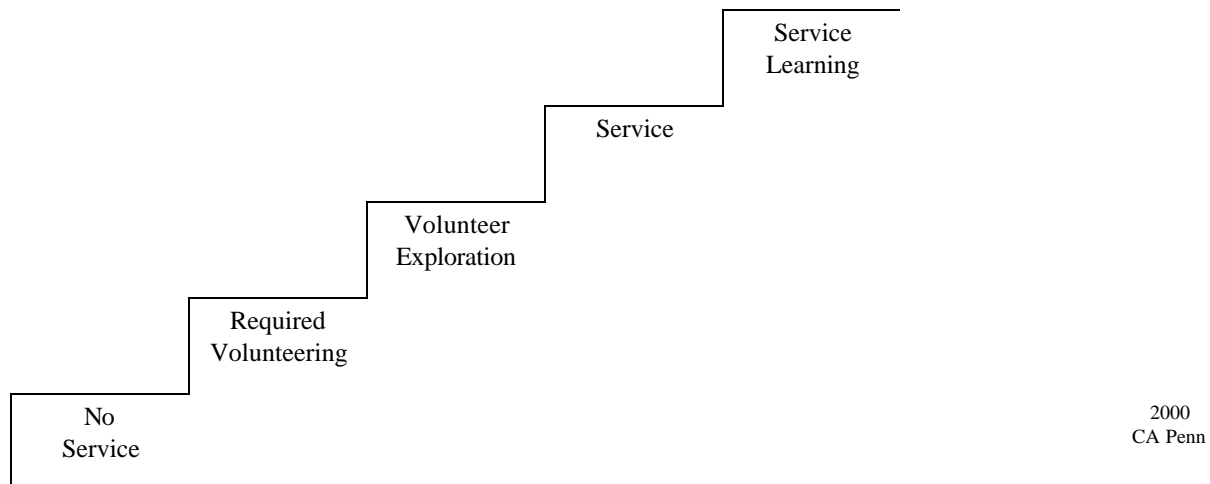 Service
Learning
Service
Volunteer
Exploration
Required
Volunteering
No
Service
2000
CA Penn